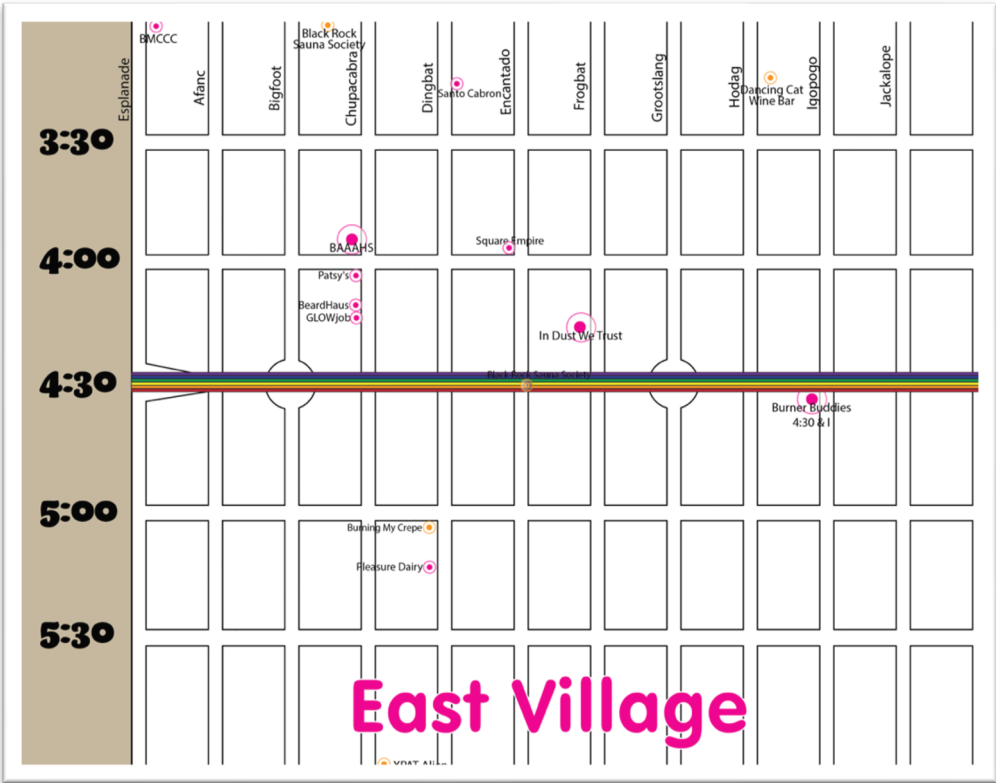 BMCCC
Black Rock
Sauna Society
Esplanade
Afanc
Bigfoot
Chupacabra
Dingbat
Santo Cabron
Encantado
Frogbat
Grootslang
Hodag
Dancing Cat
Wine Bar
Igopogo
Jackalope
3:30
BAAAHS
Square Empire
4:00
Patsy's
BeardHaus
GLOWjob
In Dust We Trust
4:30
Black Rock Sauna Society
Burner Buddies
4:30 & I
5:00
Burning My Crepe
Pleasure Dairy
5:30
East Village